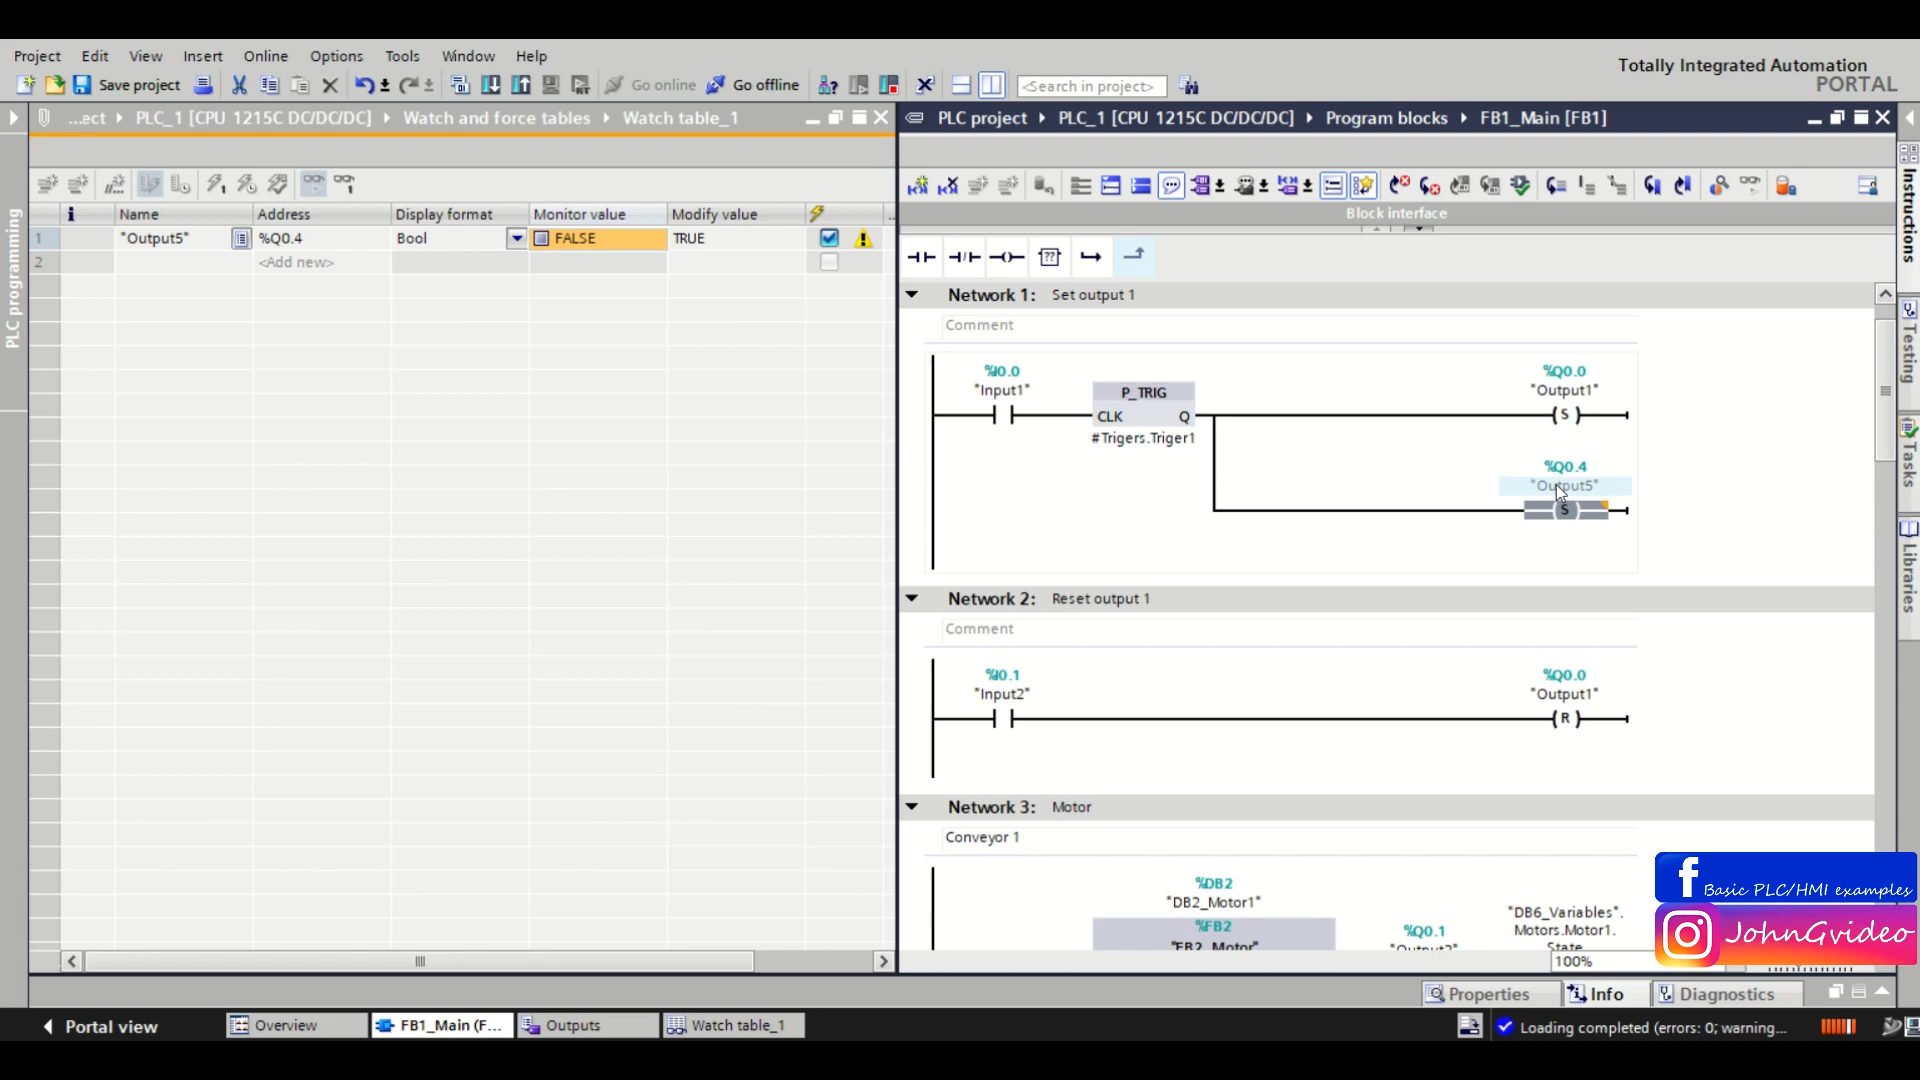 Project Edit View Insert Online Options Tools Window Help
Totally Integrated Automation
PORTAL
Save project Go online Go offline <Search in project>
...ect PLC_1 [CPU 1215C DC/DC/DC] Watch and force tables Watch table_1
PLC project PLC_1 [CPU 1215C DC/DC/DC] Program blocks FB1_Main [FB1]
i Name Address Display format Monitor value Modify value
1 "Output5" %Q0.4 Bool FALSE TRUE
2 <Add new>
PLC programming
Block interface
??
Network 1: Set output 1
Comment
%I0.0
"Input1"
P_TRIG
CLK Q
#Trigers.Triger1
%Q0.0
"Output1"
S
%Q0.4
"Output5"
S
Network 2: Reset output 1
Comment
%I0.1
"Input2"
%Q0.0
"Output1"
R
Network 3: Motor
Conveyor 1
%DB2
"DB2_Motor1"
%FB2
"FB2_Motor"
%Q0.1
"Output2"
"DB6_Variables".
Motors.Motor1.
State
100%
Instructions
Testing
Tasks
Libraries
Basic PLC/HMI examples
JohnGvideo
Properties Info Diagnostics
Portal view Overview FB1_Main (F... Outputs Watch table_1
Loading completed (errors: 0; warning...